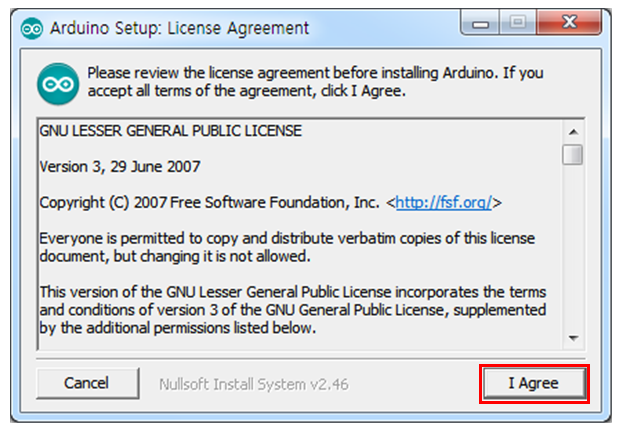 Arduino Setup: License Agreement
Please review the license agreement before installing Arduino. If you
accept all terms of the agreement, click I Agree.
GNU LESSER GENERAL PUBLIC LICENSE
Version 3, 29 June 2007
Copyright (C) 2007 Free Software Foundation, Inc. <http://fsf.org/>
Everyone is permitted to copy and distribute verbatim copies of this license
document, but changing it is not allowed.
This version of the GNU Lesser General Public License incorporates the terms
and conditions of version 3 of the GNU General Public License, supplemented
by the additional permissions listed below.
Cancel Nullsoft Install System v2.46 I Agree